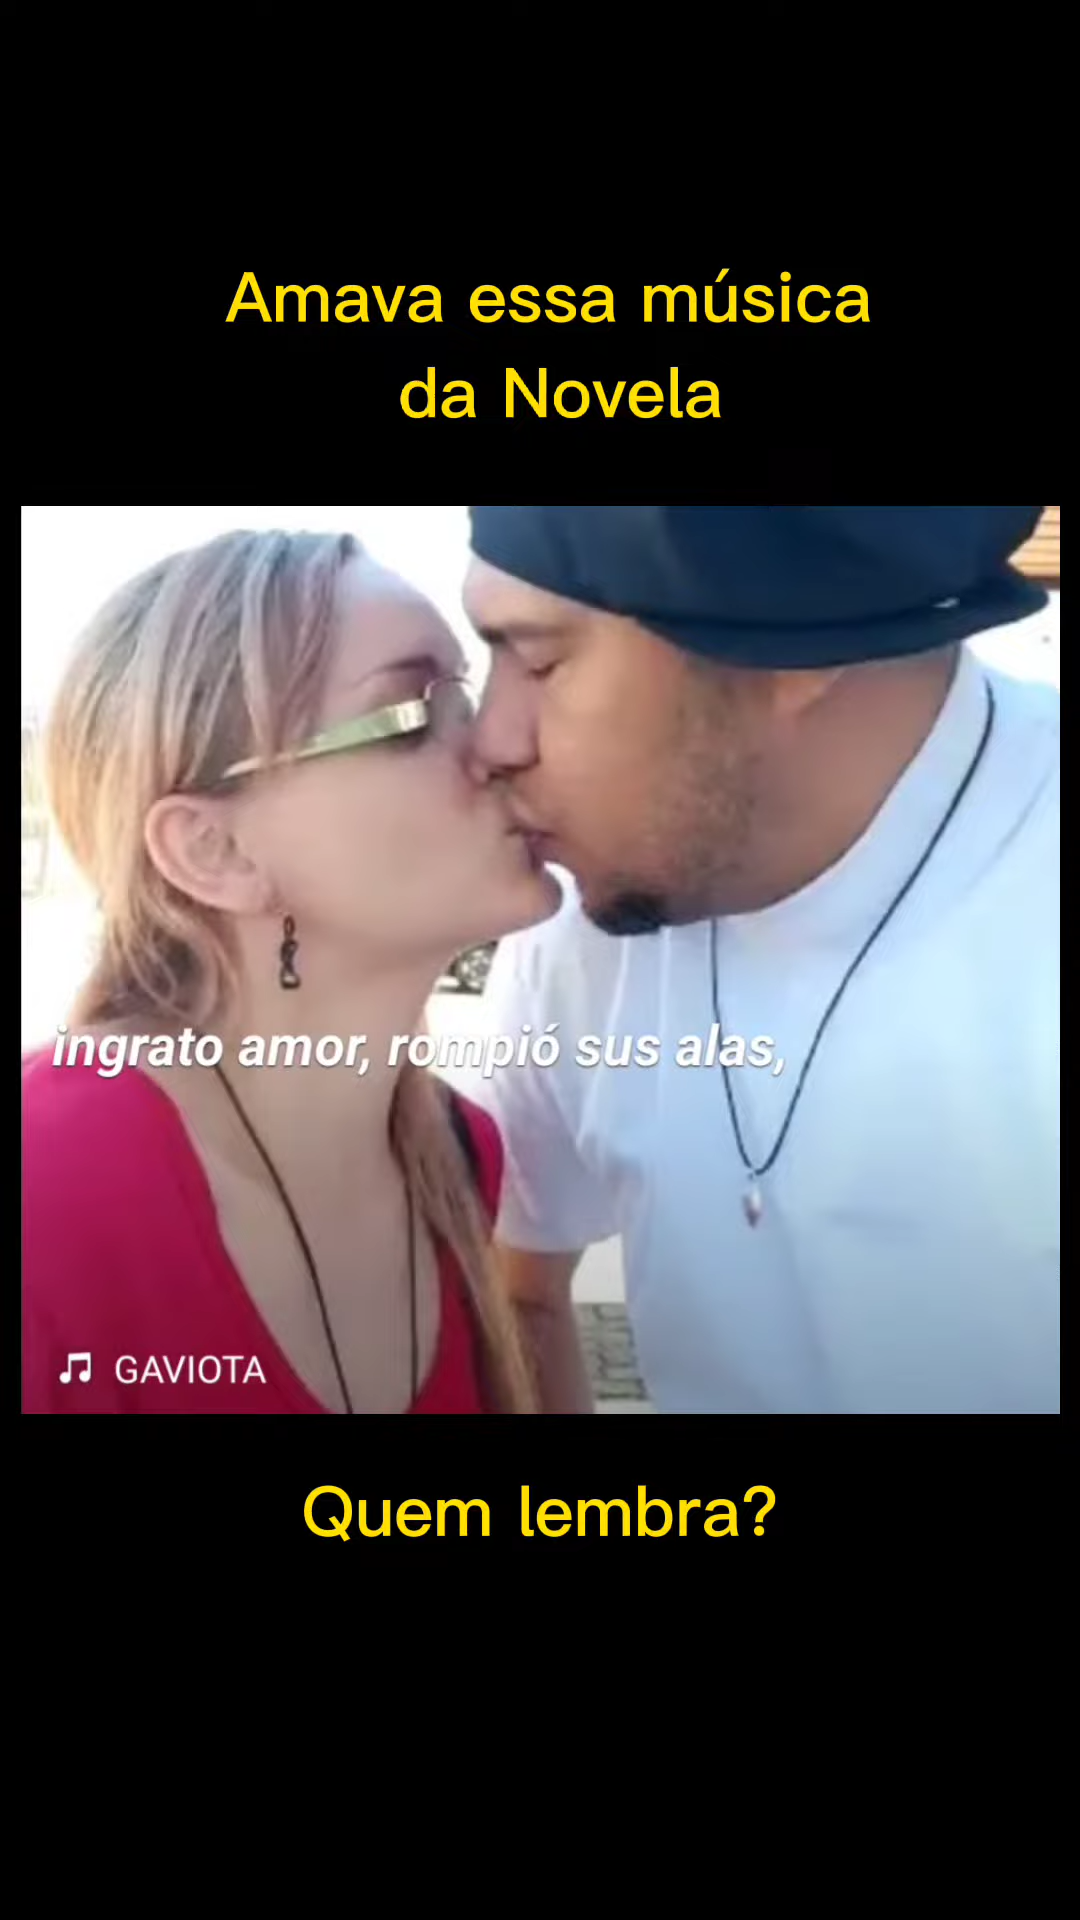 Amava essa música
da Novela
ingrato amor, rompió sus alas,
GAVIOTA
Quem lembra?